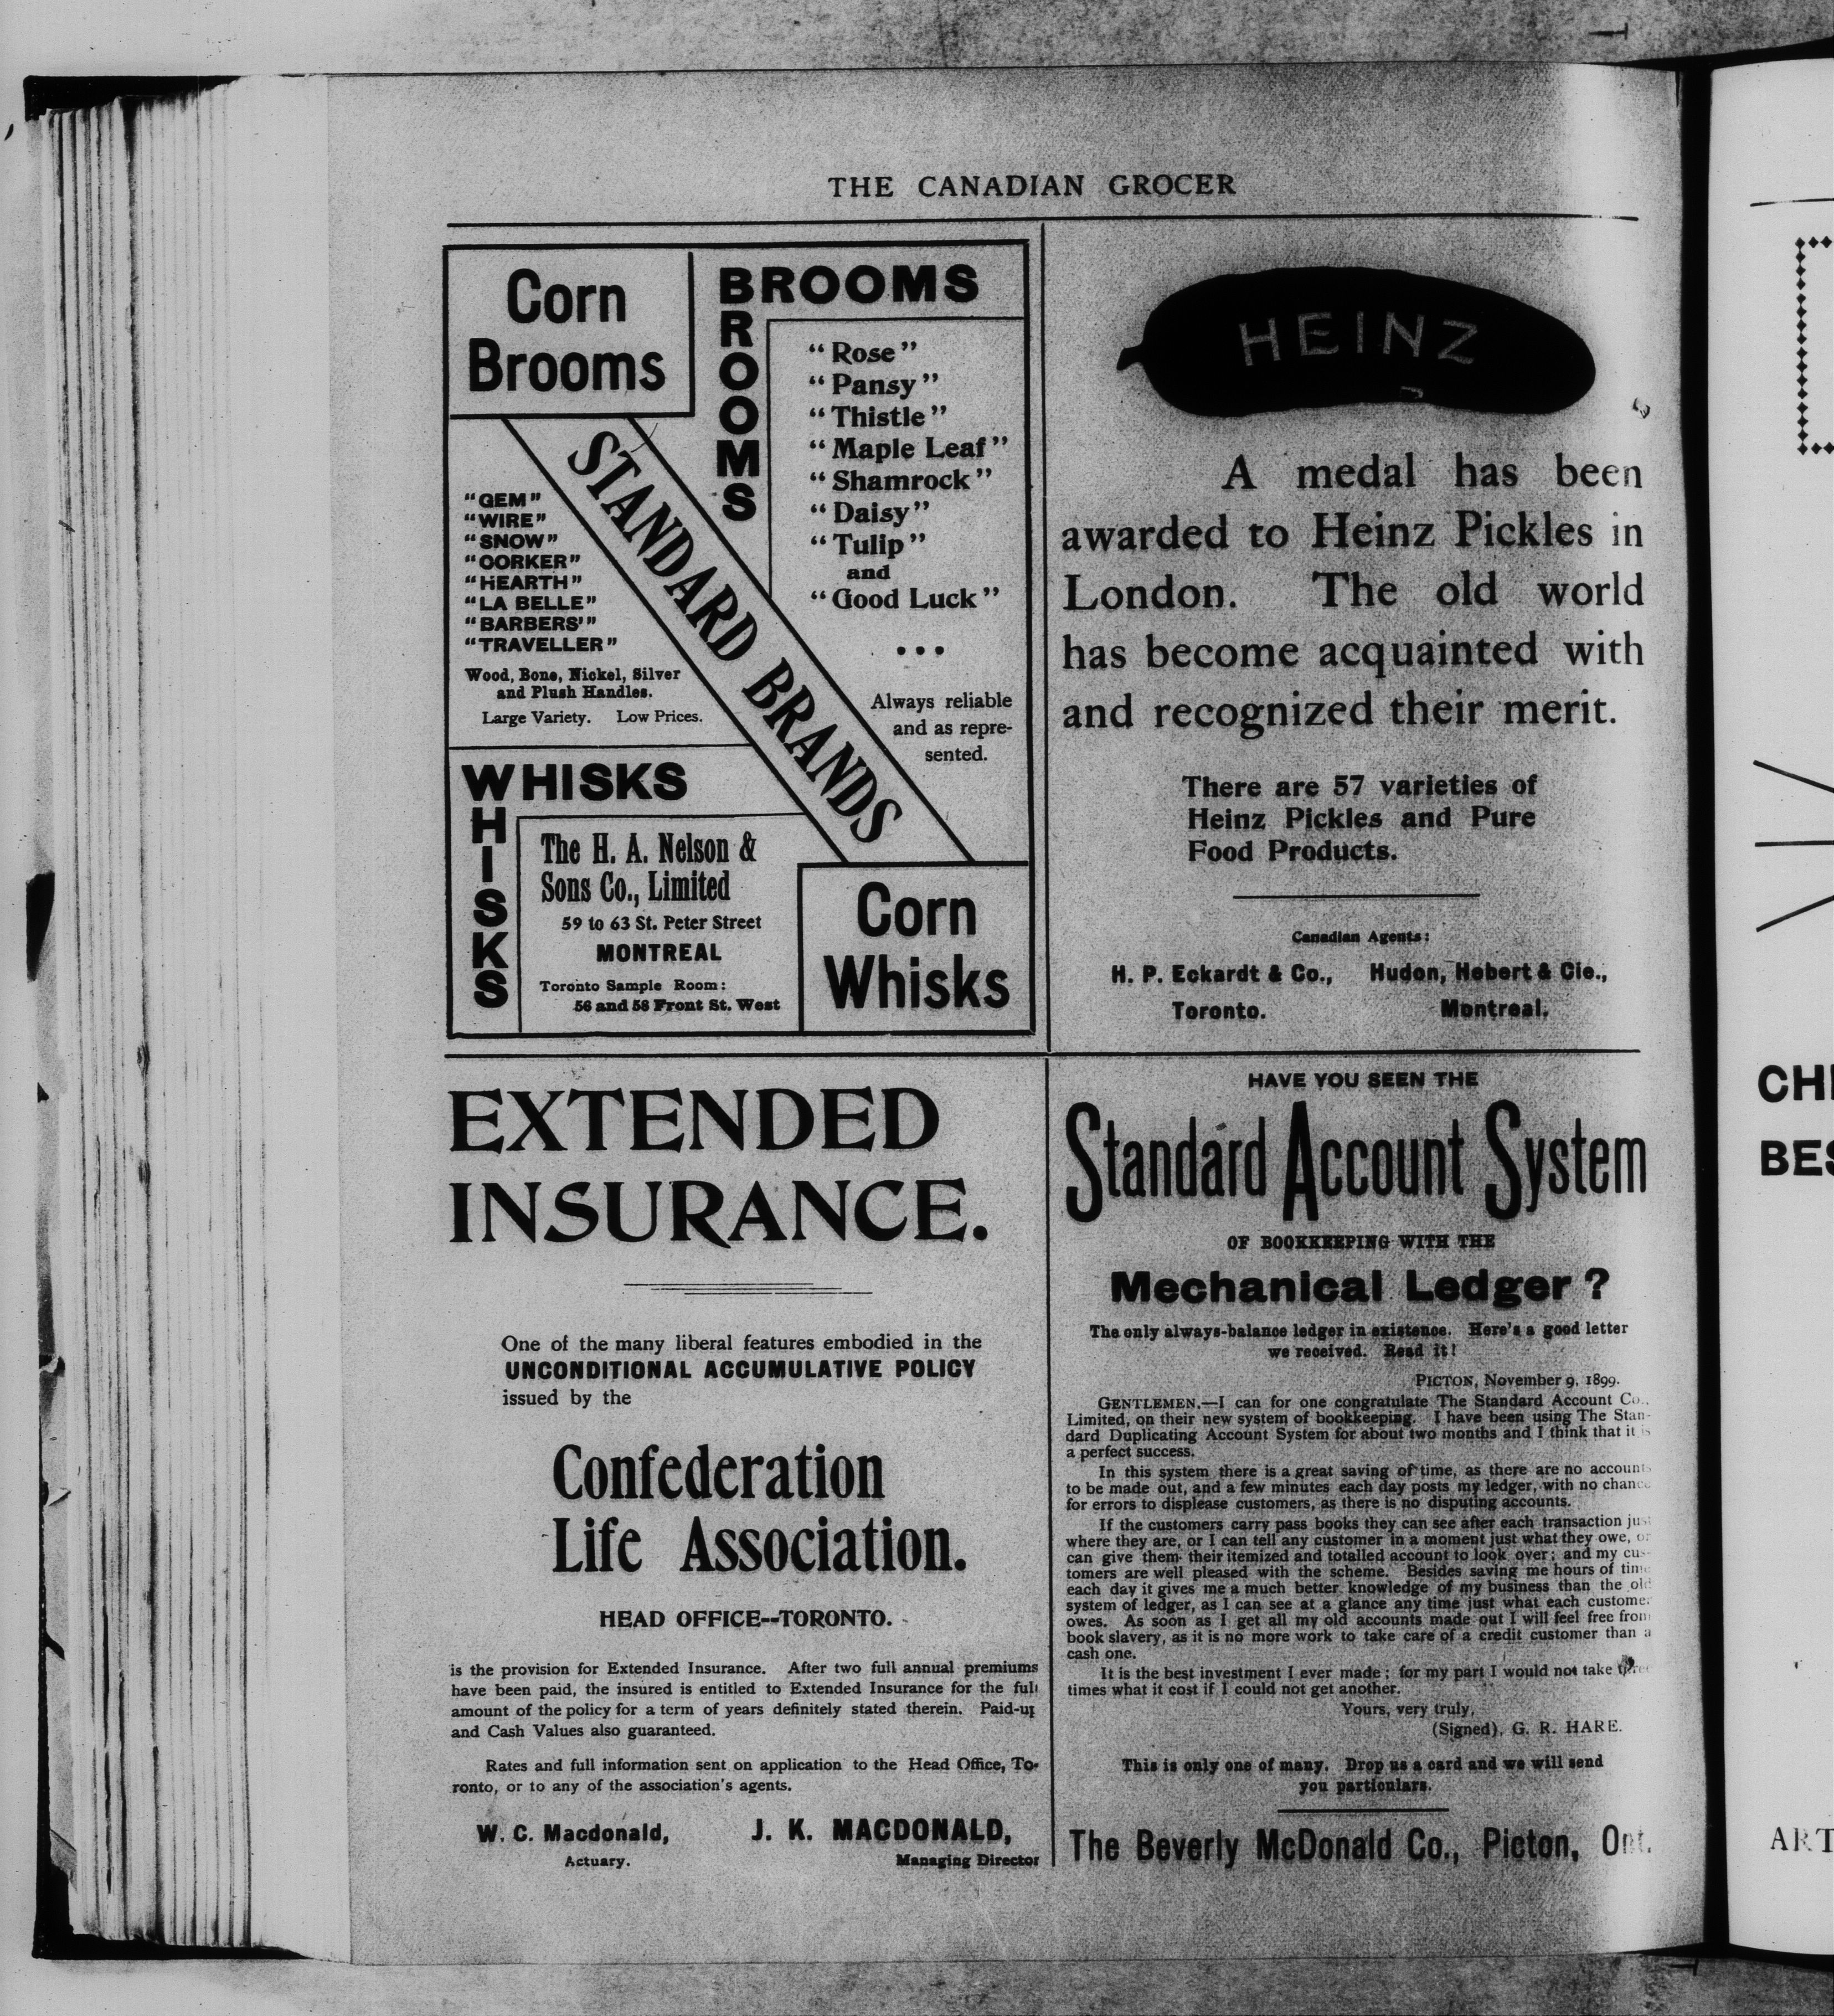 THE CANADIAN GROCER
Corn
Brooms
BROOMS
BROOMS
"Rose"
"Pansy"
"Thistle"
"Maple Leaf"
"Shamrock"
"Daisy"
"Tulip"
and
"Good Luck"
...
Always reliable
and as repre-
sented.
STANDARD BRANDS
"GEM"
"WIRE"
"SNOW"
"CORKER"
"HEARTH"
"LA BELLE"
"BARBERS'"
"TRAVELLER"
Wood, Bone, Nickel, Silver
and Plush Handles.
Large Variety. Low Prices.
WHISKS
WHISKS
The H. A. Nelson &
Sons Co., Limited
59 to 63 St. Peter Street
MONTREAL
Toronto Sample Room:
56 and 58 Front St. West
Corn
Whisks
HEINZ
A medal has been
awarded to Heinz Pickles in
London. The old world
has become acquainted with
and recognized their merit.
There are 57 varieties of
Heinz Pickles and Pure
Food Products.
Canadian Agents:
H. P. Eckardt & Co., Hudon, Hebert & Cie.,
Toronto. Montreal.
EXTENDED
INSURANCE.
One of the many liberal features embodied in the
UNCONDITIONAL ACCUMULATIVE POLICY
issued by the
Confederation
Life Association.
HEAD OFFICE--TORONTO.
is the provision for Extended Insurance. After two full annual premiums
have been paid, the insured is entitled to Extended Insurance for the full
amount of the policy for a term of years definitely stated therein. Paid-up
and Cash Values also guaranteed.
Rates and full information sent on application to the Head Office, To-
ronto, or to any of the association's agents.
W. C. Macdonald, J. K. MACDONALD,
Actuary. Managing Director
HAVE YOU SEEN THE
Standard Account System
OF BOOKKEEPING WITH THE
Mechanical Ledger?
The only always-balance ledger in existence. Here's a good letter
we received. Read it!
PICTON, November 9, 1899.
GENTLEMEN.—I can for one congratulate The Standard Account Co.,
Limited, on their new system of bookkeeping. I have been using The Stan-
dard Duplicating Account System for about two months and I think that it is
a perfect success.
In this system there is a great saving of time, as there are no accounts
to be made out, and a few minutes each day posts my ledger, with no chance
for errors to displease customers, as there is no disputing accounts.
If the customers carry pass books they can see after each transaction just
where they are, or I can tell any customer in a moment just what they owe, or
can give them their itemized and totalled account to look over; and my cus-
tomers are well pleased with the scheme. Besides saving me hours of time
each day it gives me a much better knowledge of my business than the old
system of ledger, as I can see at a glance any time just what each customer
owes. As soon as I get all my old accounts made out I will feel free from
book slavery, as it is no more work to take care of a credit customer than a
cash one.
It is the best investment I ever made; for my part I would not take three
times what it cost if I could not get another.
Yours, very truly,
(Signed), G. R. HARE.
This is only one of many. Drop us a card and we will send
you particulars.
The Beverly McDonald Co., Picton, Ont.
CHI
BES
ART